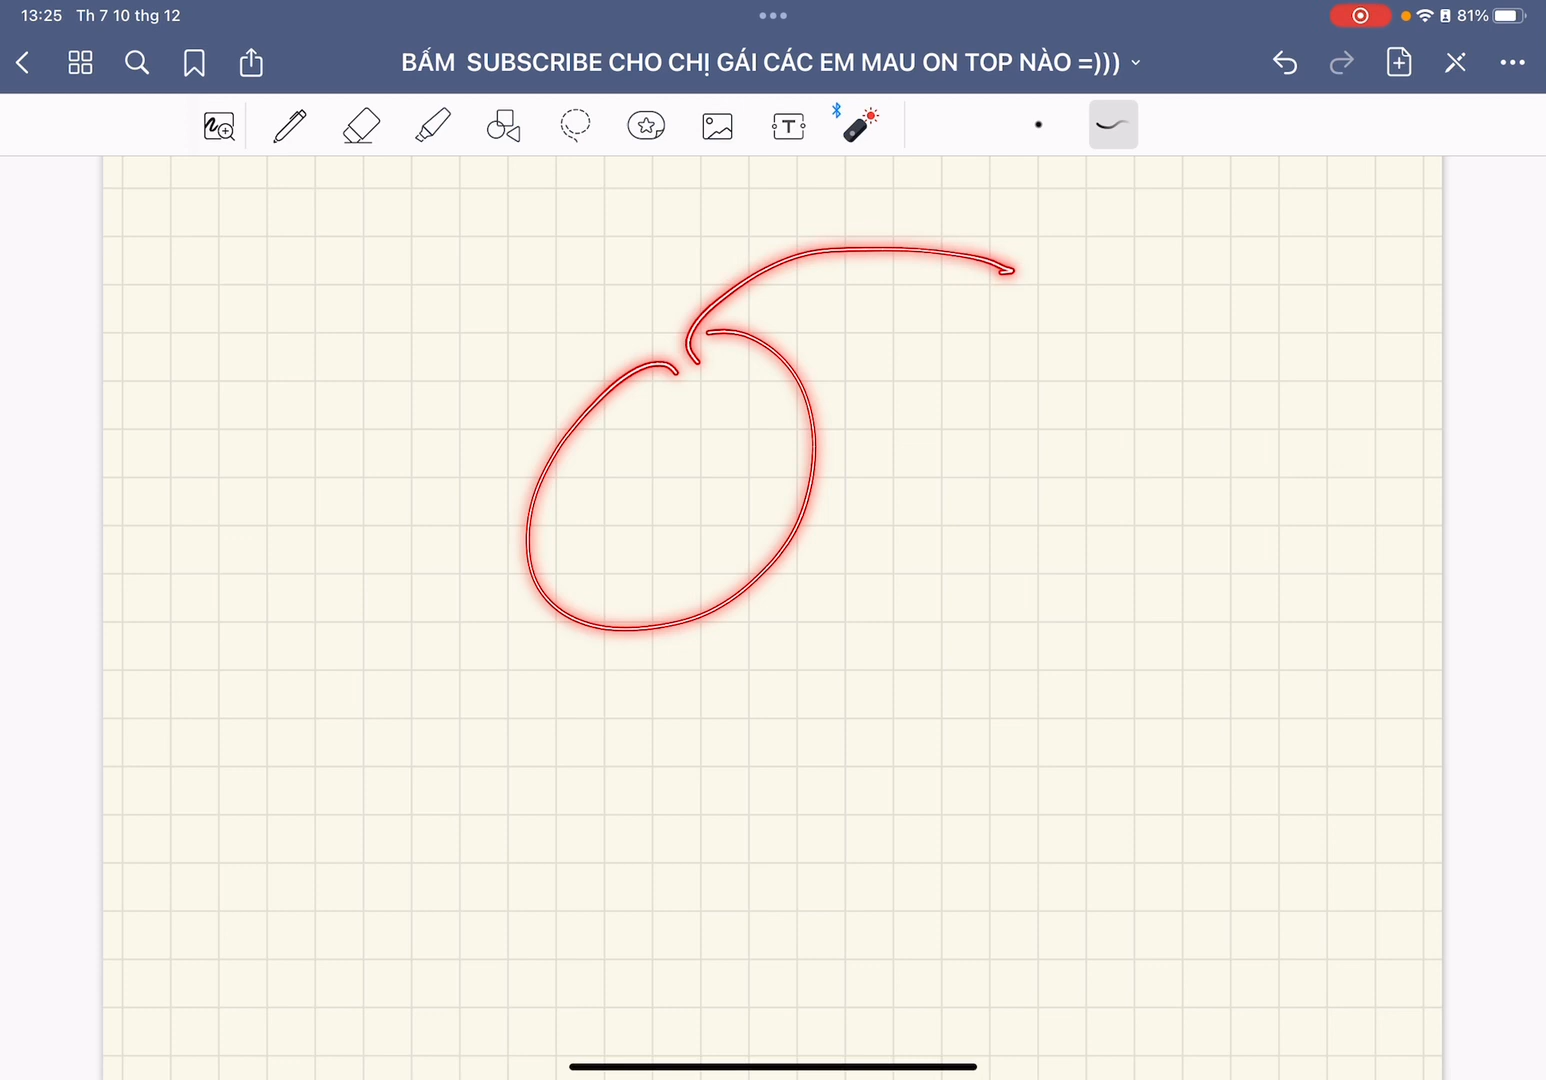 13:25 Th 7 10 thg 12
81%
BẤM SUBSCRIBE CHO CHỊ GÁI CÁC EM MAU ON TOP NÀO =)))
T